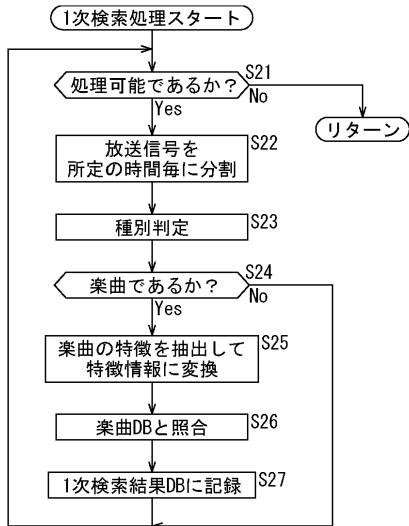 1次検索処理スタート
処理可能であるか?
S21
No
Yes
リターン
放送信号を
所定の時間毎に分割
S22
種別判定
S23
楽曲であるか?
S24
No
Yes
楽曲の特徴を抽出して
特徴情報に変換
S25
楽曲DBと照合
S26
1次検索結果DBに記録
S27